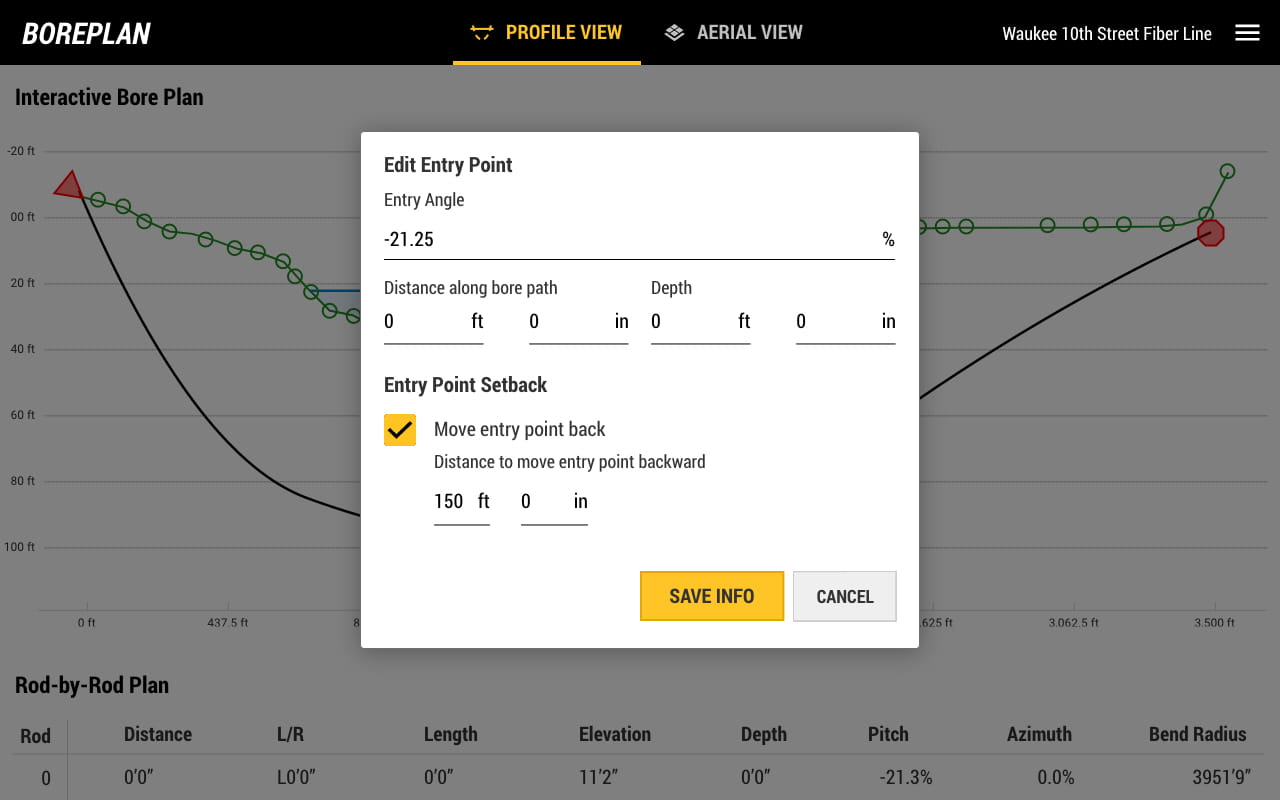 BOREPLAN
PROFILE VIEW
AERIAL VIEW
Waukee 10th Street Fiber Line
Interactive Bore Plan
-20 ft
00 ft
20 ft
40 ft
60 ft
80 ft
100 ft
Edit Entry Point
Entry Angle
-21.25 %
Distance along bore path Depth
0 ft 0 in 0 ft 0 in
Entry Point Setback
Move entry point back
Distance to move entry point backward
150 ft 0 in
SAVE INFO CANCEL
0 ft 437.5 ft 8 .625 ft 3.062.5 ft 3.500 ft
Rod-by-Rod Plan
Rod Distance L/R Length Elevation Depth Pitch Azimuth Bend Radius
0 0’0” L0’0” 0’0” 11’2” 0’0” -21.3% 0.0% 3951’9”